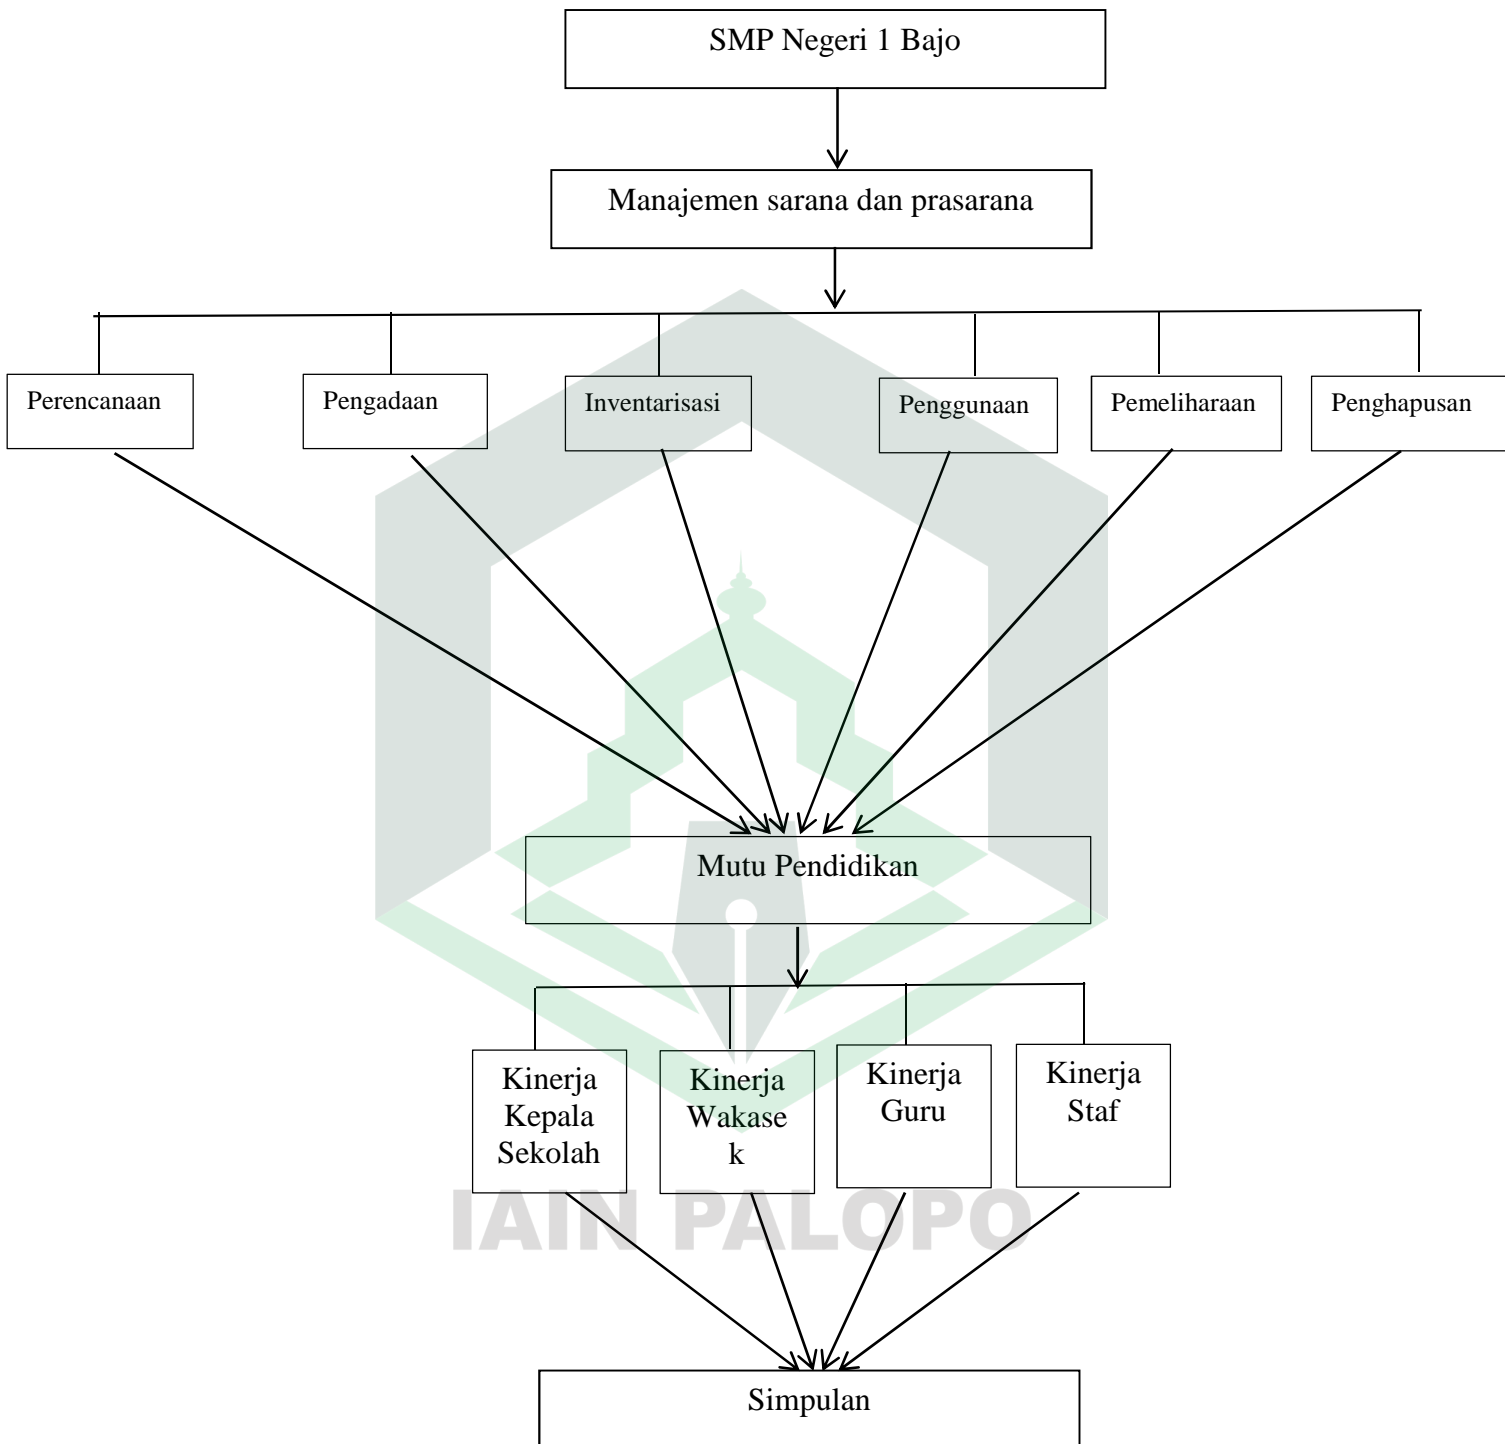 SMP Negeri 1 Bajo
Manajemen sarana dan prasarana
Perencanaan
Pengadaan
Inventarisasi
Penggunaan
Pemeliharaan
Penghapusan
Mutu Pendidikan
Kinerja
Kepala
Sekolah
Kinerja
Wakase
k
Kinerja
Guru
Kinerja
Staf
IAIN PALOPO
Simpulan